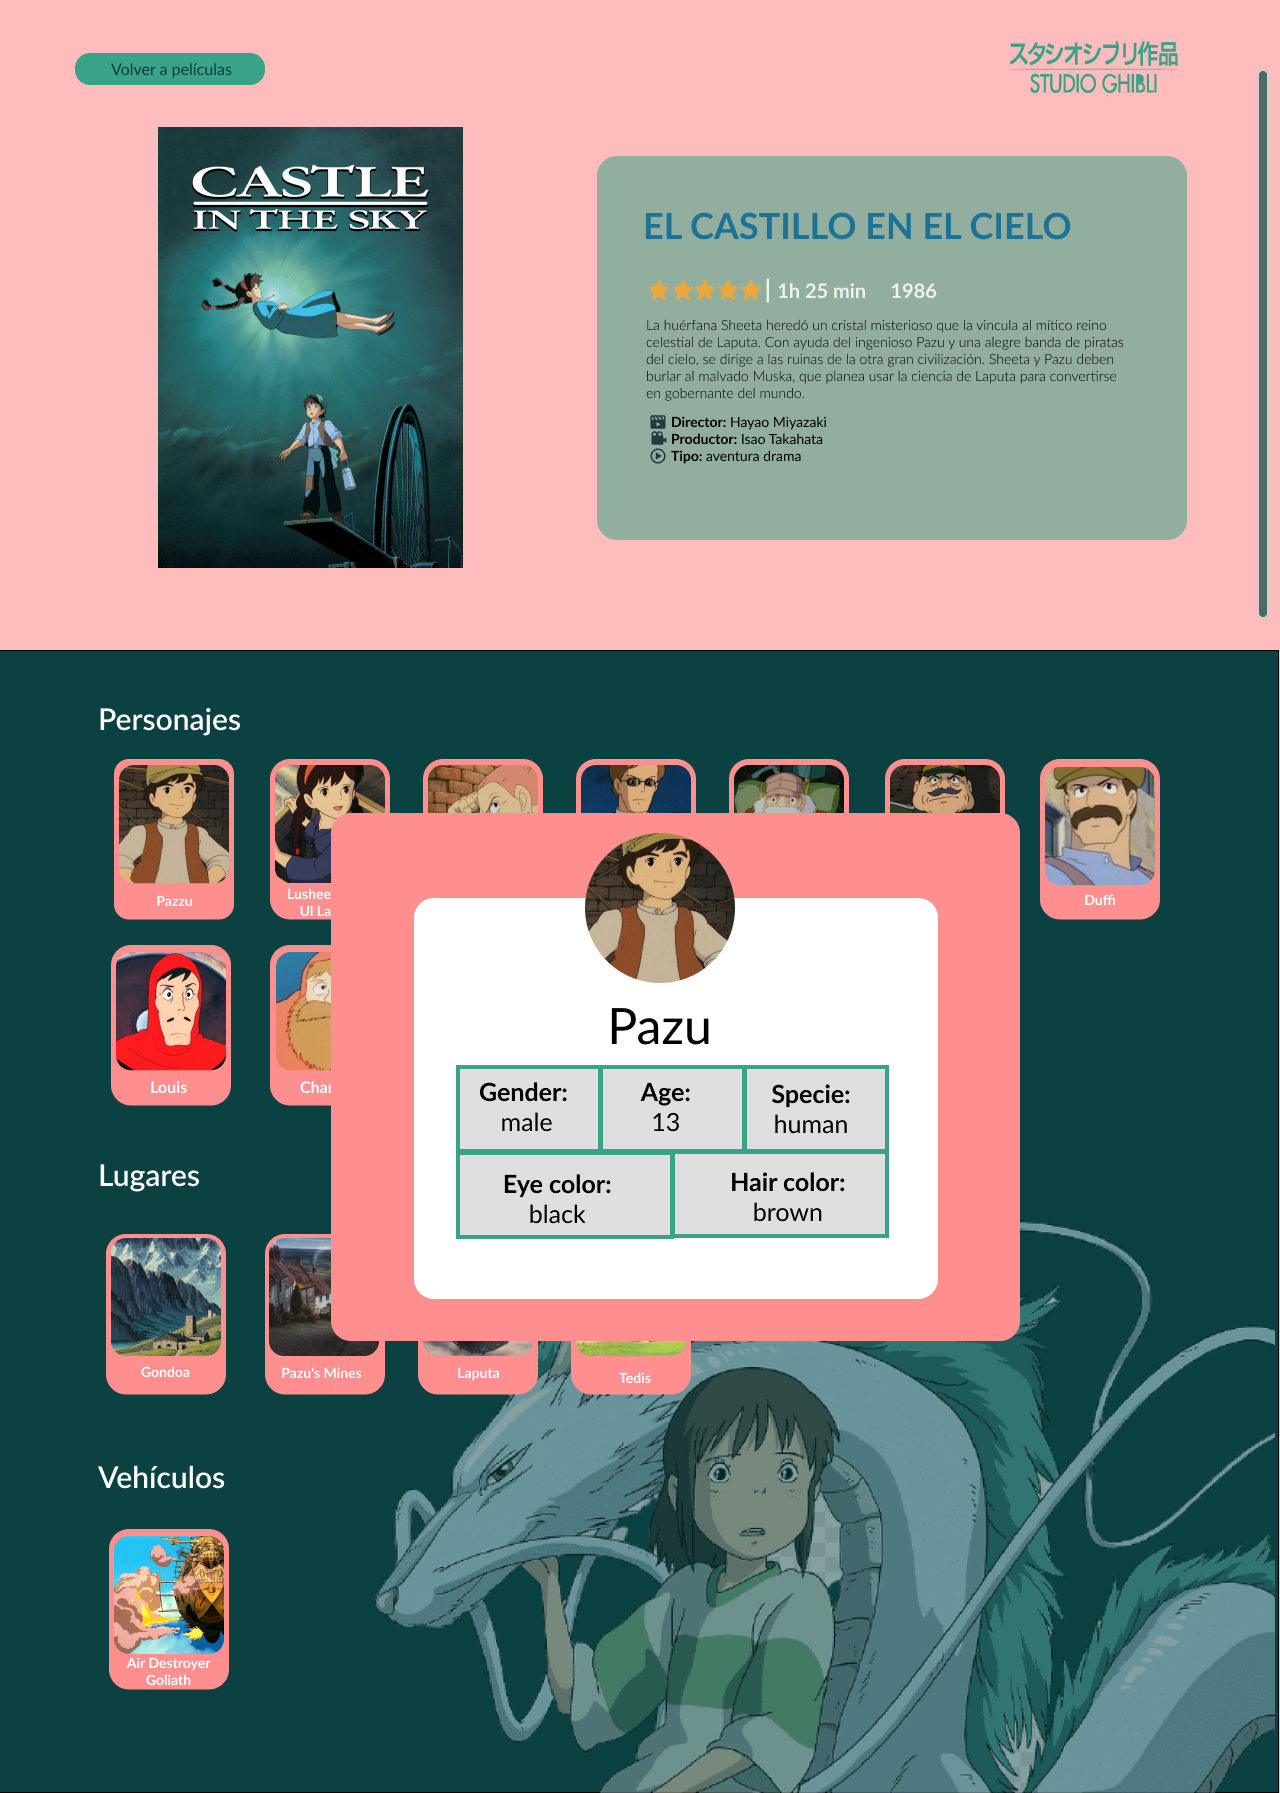 Volver a películas
スタシオシブリ作品
STUDIO GHIBLI
CASTLE
IN THE SKY
EL CASTILLO EN EL CIELO
1h 25 min 1986
La huérfana Sheeta heredó un cristal misterioso que la vincula al mítico reino
celestial de Laputa. Con ayuda del ingenioso Pazu y una alegre banda de piratas
del cielo, se dirige a las ruinas de la otra gran civilización. Sheeta y Pazu deben
burlar al malvado Muska, que planea usar la ciencia de Laputa para convertirse
en gobernante del mundo.
Director: Hayao Miyazaki
Productor: Isao Takahata
Tipo: aventura drama
Personajes
Pazzu
Lushee
Ul La
Duffi
Louis
Char
Pazu
Gender:
male
Age:
13
Specie:
human
Eye color:
black
Hair color:
brown
Lugares
Gondoa
Pazu's Mines
Laputa
Tedis
Vehículos
Air Destroyer
Goliath